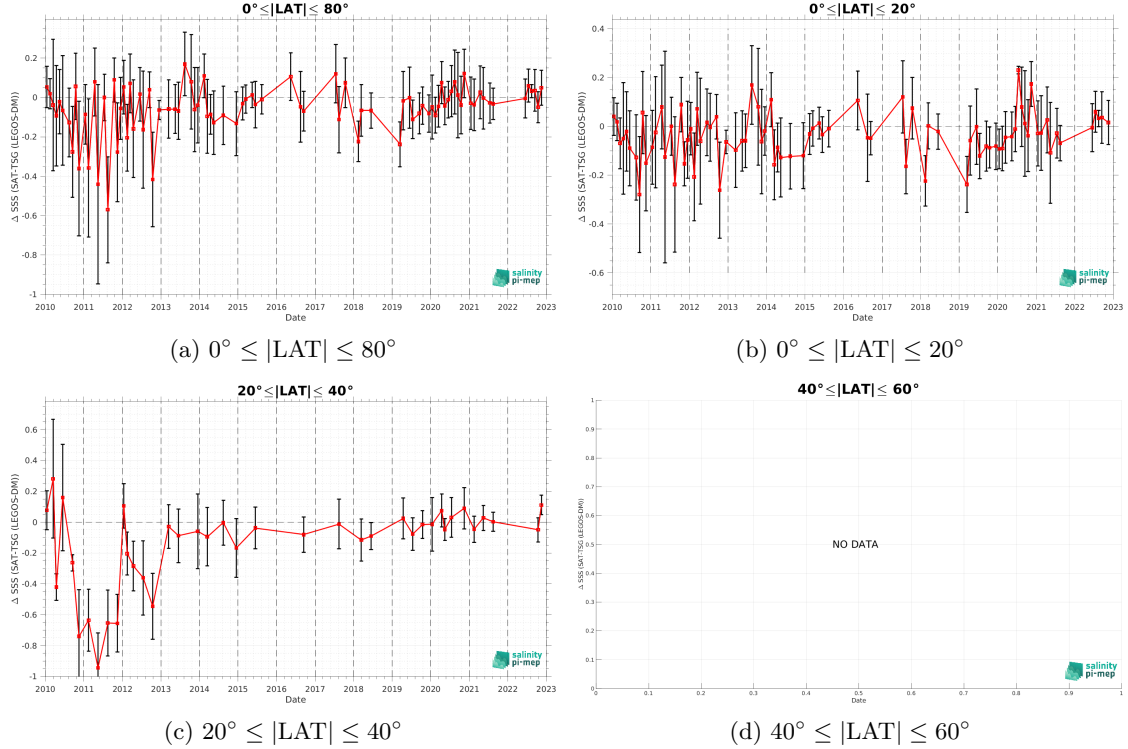 0°≤|LAT|≤ 80°
Δ SSS (SAT-TSG (LEGOS-DM))
0.2
0
-0.2
-0.4
-0.6
-0.8
-1
2010 2011 2012 2013 2014 2015 2016 2017 2018 2019 2020 2021 2022 2023
Date
salinity
pi-mep
(a) 0° ≤ |LAT| ≤ 80°
0°≤|LAT|≤ 20°
Δ SSS (SAT-TSG (LEGOS-DM))
0.4
0.2
0
-0.2
-0.4
-0.6
2010 2011 2012 2013 2014 2015 2016 2017 2018 2019 2020 2021 2022 2023
Date
salinity
pi-mep
(b) 0° ≤ |LAT| ≤ 20°
20°≤|LAT|≤ 40°
Δ SSS (SAT-TSG (LEGOS-DM))
0.6
0.4
0.2
0
-0.2
-0.4
-0.6
-0.8
-1
2010 2011 2012 2013 2014 2015 2016 2017 2018 2019 2020 2021 2022 2023
Date
salinity
pi-mep
(c) 20° ≤ |LAT| ≤ 40°
40°≤|LAT|≤ 60°
Δ SSS (SAT-TSG (LEGOS-DM))
1
0.9
0.8
0.7
0.6
0.5
0.4
0.3
0.2
0.1
0
NO DATA
0 0.1 0.2 0.3 0.4 0.5 0.6 0.7 0.8 0.9 1
Date
salinity
pi-mep
(d) 40° ≤ |LAT| ≤ 60°